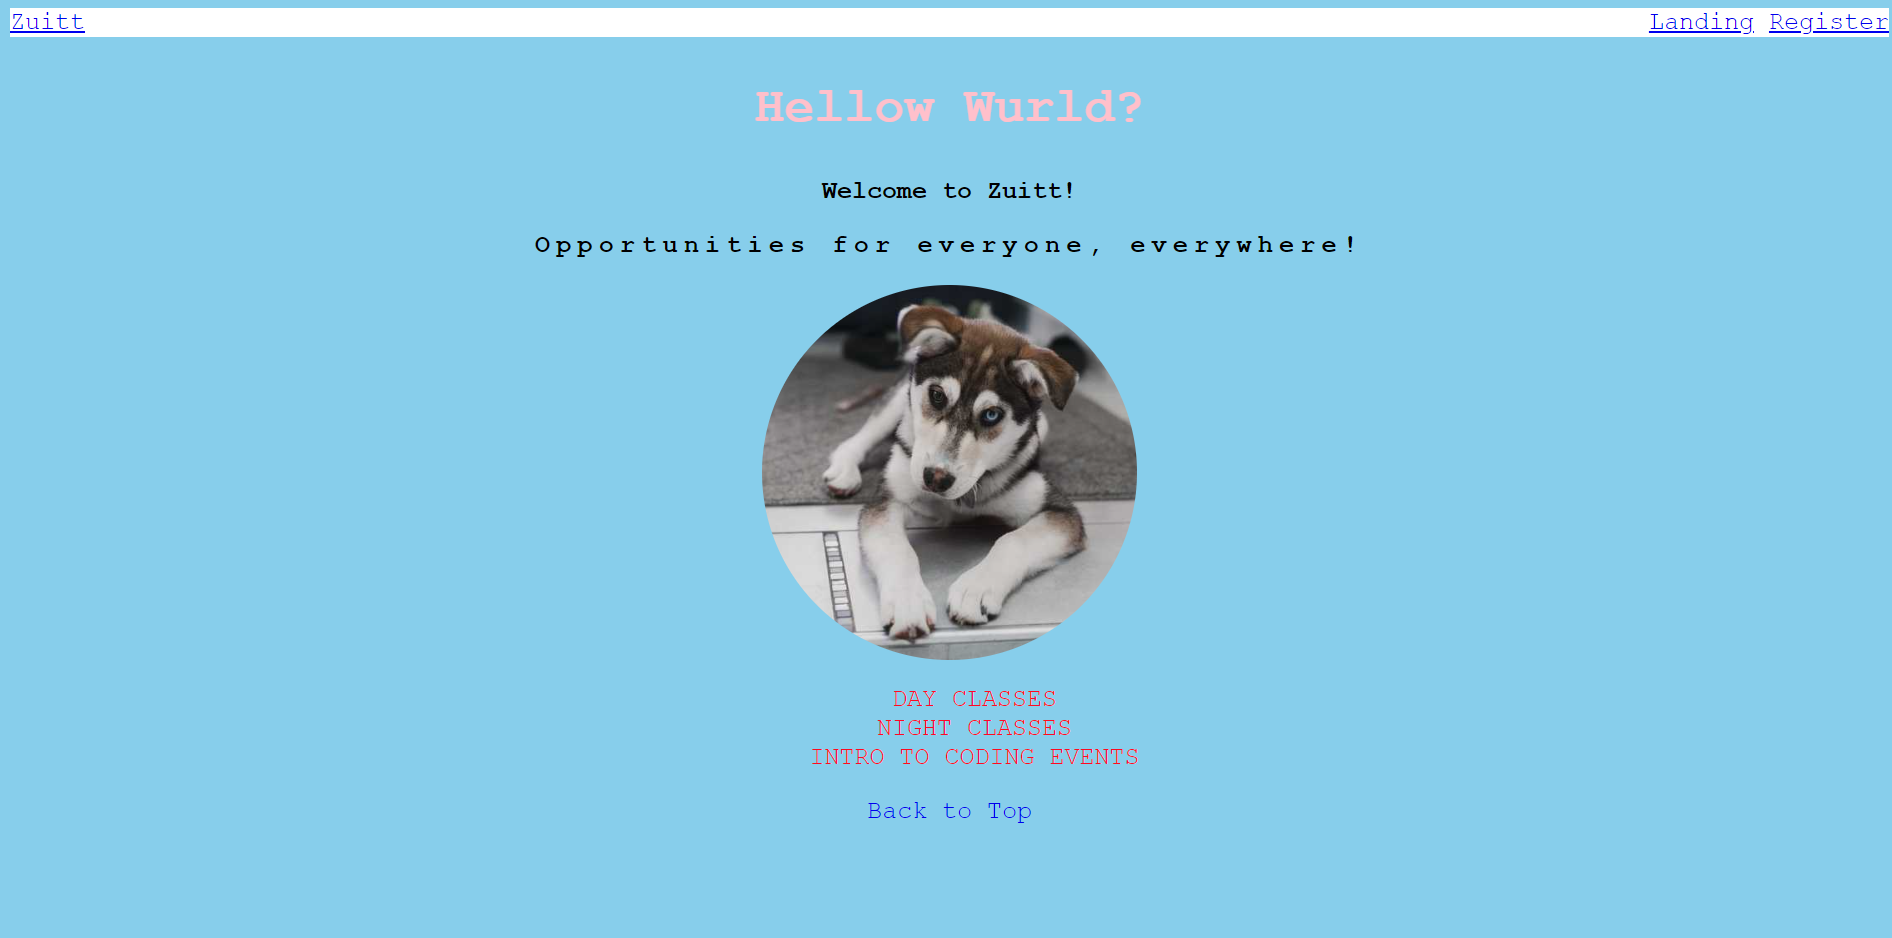 Zuitt Landing Register
Hellow Wurld?
Welcome to Zuitt!
Opportunities for everyone, everywhere!
DAY CLASSES
NIGHT CLASSES
INTRO TO CODING EVENTS
Back to Top